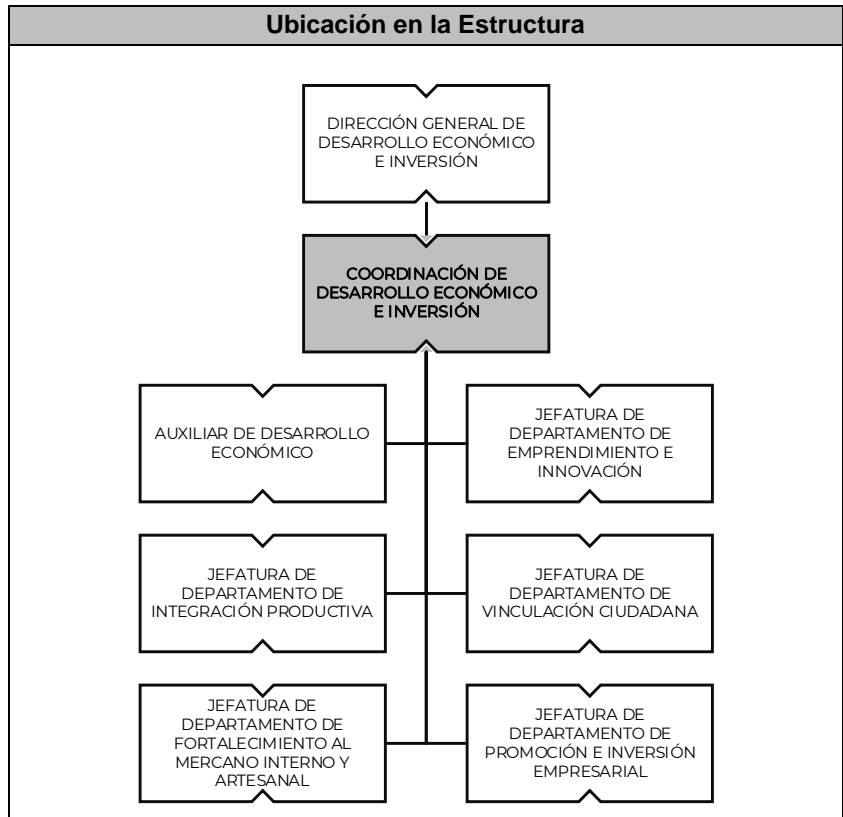 Ubicación en la Estructura
DIRECCIÓN GENERAL DE
DESARROLLO ECONÓMICO
E INVERSIÓN
COORDINACIÓN DE
DESARROLLO ECONÓMICO
E INVERSIÓN
AUXILIAR DE DESARROLLO
ECONÓMICO
JEFATURA DE
DEPARTAMENTO DE
EMPRENDIMIENTO E
INNOVACIÓN
JEFATURA DE
DEPARTAMENTO DE
INTEGRACIÓN PRODUCTIVA
JEFATURA DE
DEPARTAMENTO DE
VINCULACIÓN CIUDADANA
JEFATURA DE
DEPARTAMENTO DE
FORTALECIMIENTO AL
MERCANO INTERNO Y
ARTESANAL
JEFATURA DE
DEPARTAMENTO DE
PROMOCIÓN E INVERSIÓN
EMPRESARIAL